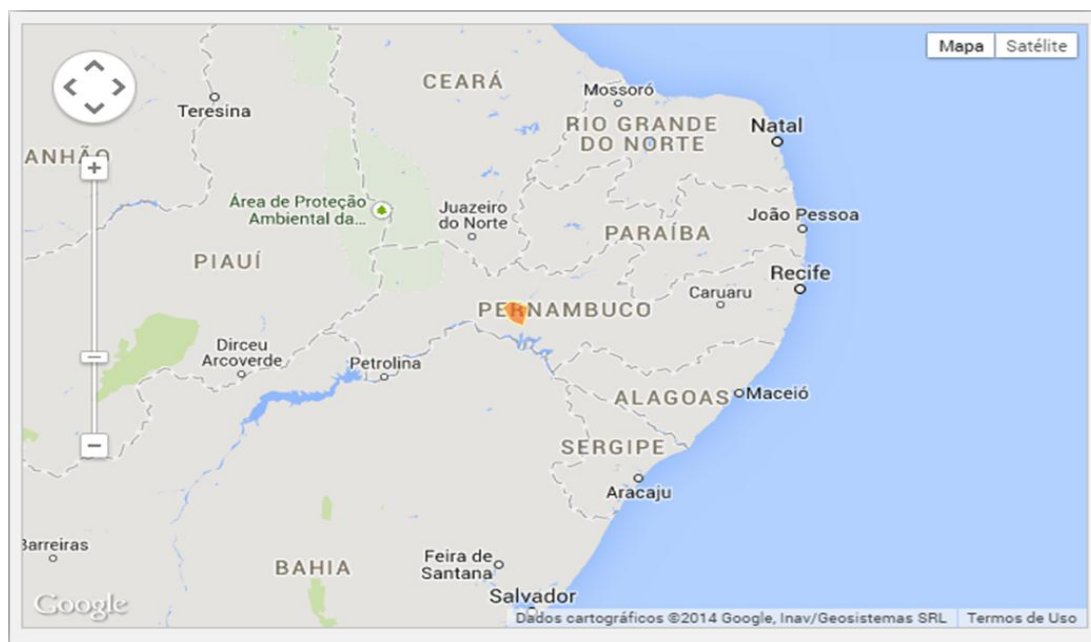 Mapa
Satélite
CEARÁ
Mossoró
Teresina
RIO GRANDE
DO NORTE
Natal
ANHÃO
+
Área de Proteção
Ambiental da...
Juazeiro
do Norte
João Pessoa
PARAÍBA
PIAUÍ
Recife
Caruaru
PERNAMBUCO
Dirceu
Arcoverde
Petrolina
ALAGOAS
Maceió
−
SERGIPE
Aracaju
Barreiras
Feira de
Santana
BAHIA
Salvador
Google
Dados cartográficos ©2014 Google, Inav/Geosistemas SRL
Termos de Uso